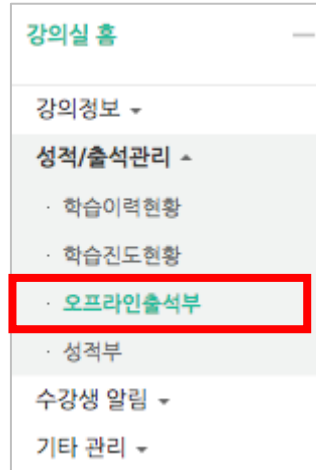 강의실 홈
강의정보
성적/출석관리
· 학습이력현황
· 학습진도현황
· 오프라인출석부
· 성적부
수강생 알림
기타 관리